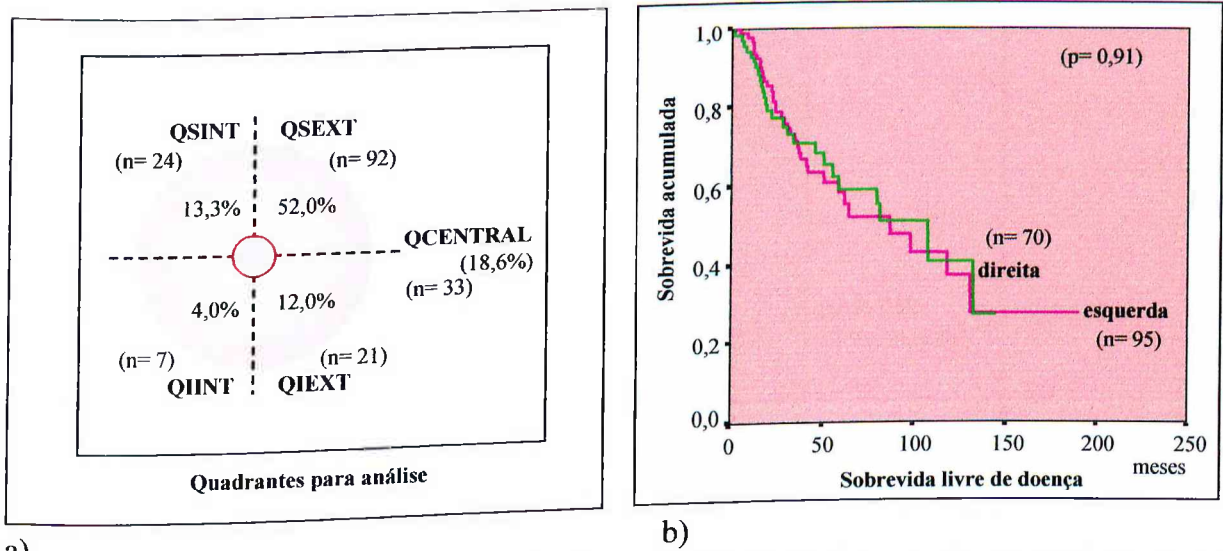 QSINT QSEXT
(n= 24) (n= 92)
13,3% 52,0%
QCENTRAL
(18,6%)
(n= 33)
4,0% 12,0%
(n= 7) (n= 21)
QIINT QIEXT
Quadrantes para análise
a)
Sobrevida acumulada
1,0
0,8
0,6
0,4
0,2
0,0
(p= 0,91)
(n= 70)
direita
esquerda
(n= 95)
0 50 100 150 200 250
meses
Sobrevida livre de doença
b)